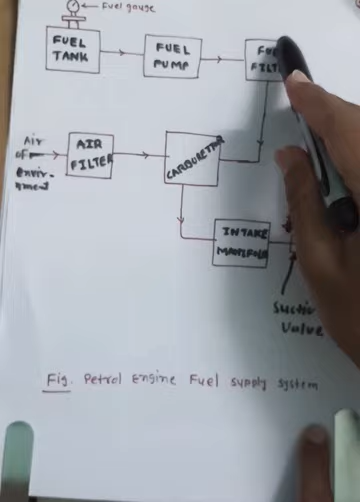 Fuel gauge
FUEL
TANK
FUEL
PUMP
Air
of
envir-
nment
AIR
FILTER
CARBURETOR
INTAKE
MANIFOLD
Valve
Fig. Petrol Engine Fuel supply system